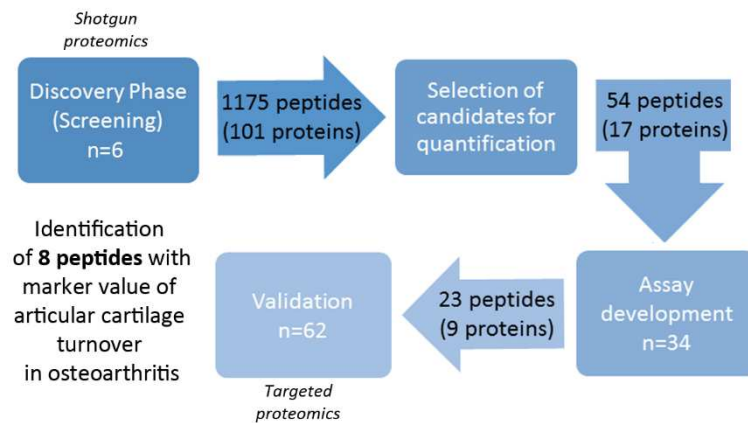 Shotgun
proteomics
Discovery Phase
(Screening)
n=6
1175 peptides
(101 proteins)
Selection of
candidates for
quantification
54 peptides
(17 proteins)
Assay
development
n=34
23 peptides
(9 proteins)
Validation
n=62
Targeted
proteomics
Identification
of 8 peptides with
marker value of
articular cartilage
turnover
in osteoarthritis